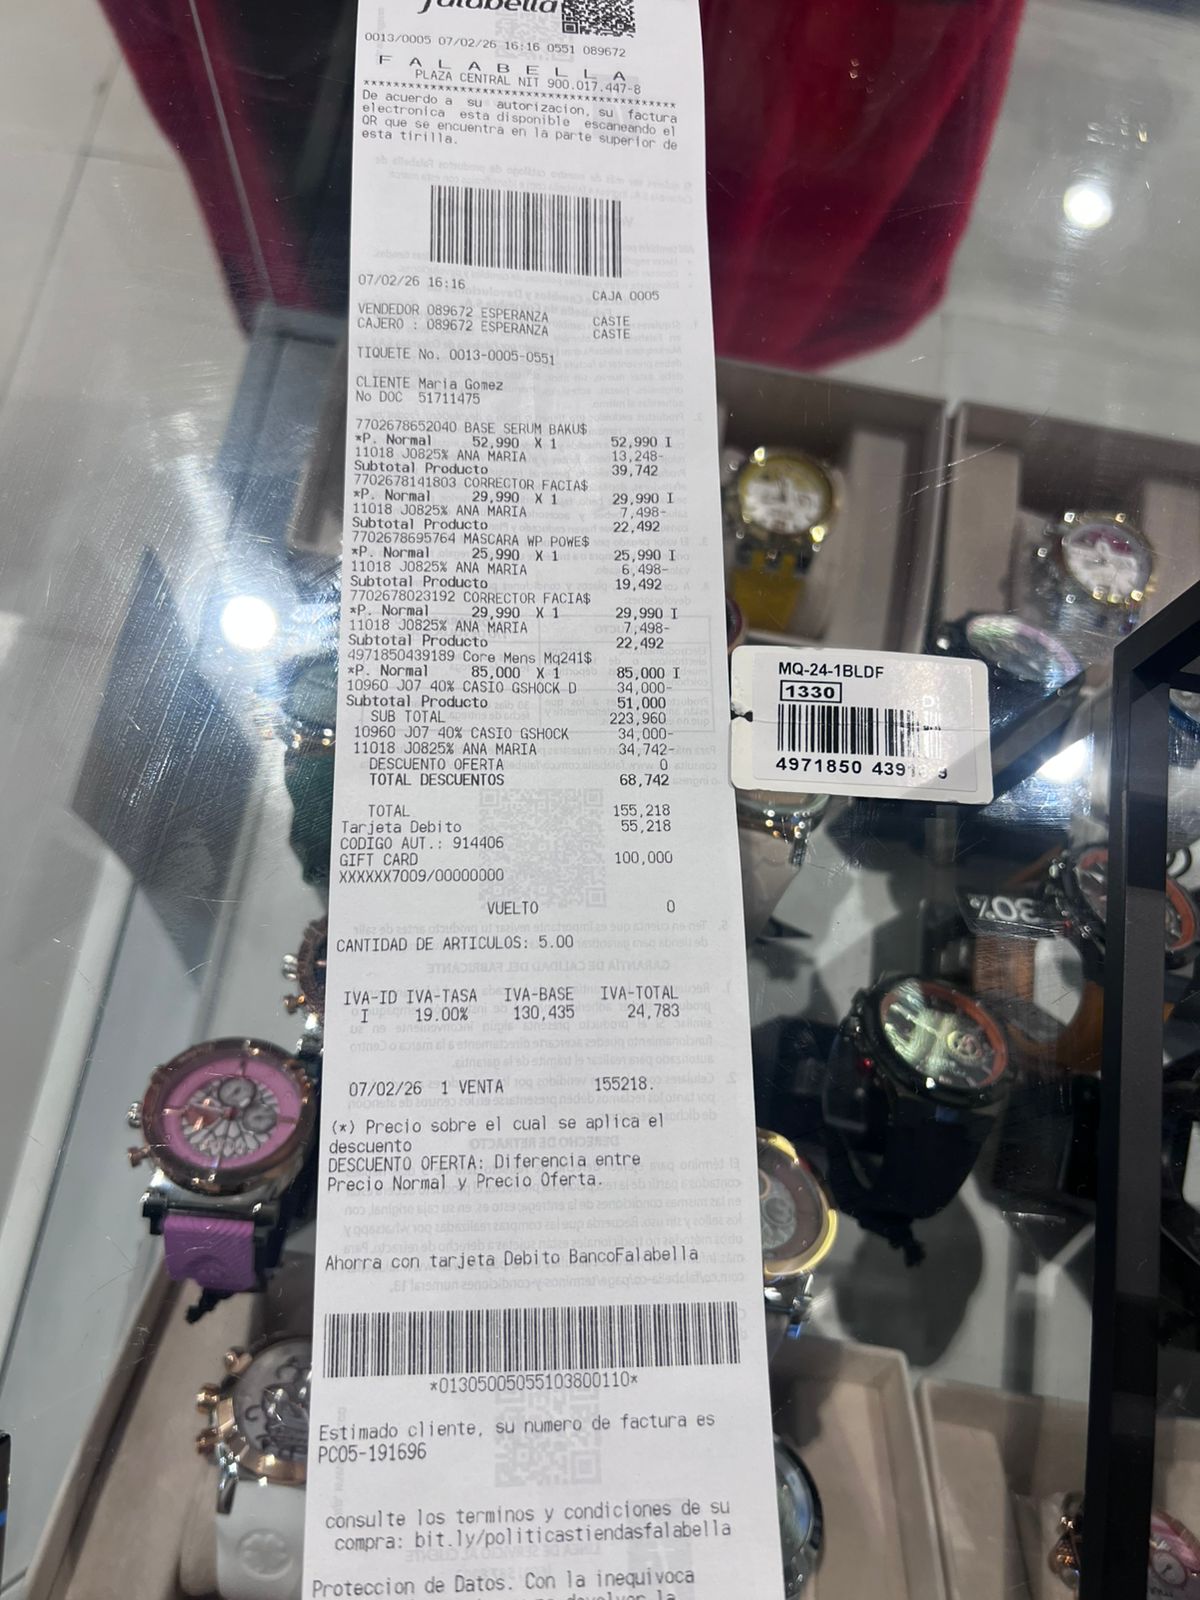 falabella
0013/0005 07/02/26 16:16 0551 089672
F A L A B E L L A
PLAZA CENTRAL NIT 900.017.447-8
****************************************
De acuerdo a su autorizacion, su factura
electronica esta disponible escaneando el
QR que se encuentra en la parte superior de
esta tirilla.
07/02/26 16:16
CAJA 0005
VENDEDOR 089672 ESPERANZA CASTE
CAJERO : 089672 ESPERANZA CASTE
TIQUETE No. 0013-0005-0551
CLIENTE Maria Gomez
No DOC 51711475
7702678652040 BASE SERUM BAKU$
*P. Normal 52,990 X 1 52,990 I
11018 J0825% ANA MARIA 13,248-
Subtotal Producto 39,742
7702678141803 CORRECTOR FACIA$
*P. Normal 29,990 X 1 29,990 I
11018 J0825% ANA MARIA 7,498-
Subtotal Producto 22,492
7702678695764 MASCARA WP POWE$
*P. Normal 25,990 X 1 25,990 I
11018 J0825% ANA MARIA 6,498-
Subtotal Producto 19,492
7702678023192 CORRECTOR FACIA$
*P. Normal 29,990 X 1 29,990 I
11018 J0825% ANA MARIA 7,498-
Subtotal Producto 22,492
4971850439189 Core Mens Mq241$
*P. Normal 85,000 X 1 85,000 I
10960 J07 40% CASIO GSHOCK D 34,000-
Subtotal Producto 51,000
SUB TOTAL 223,960
10960 J07 40% CASIO GSHOCK 34,000-
11018 J0825% ANA MARIA 34,742-
DESCUENTO OFERTA 0
TOTAL DESCUENTOS 68,742
TOTAL 155,218
Tarjeta Debito 55,218
CODIGO AUT.: 914406
GIFT CARD 100,000
XXXXXX7009/00000000
VUELTO 0
CANTIDAD DE ARTICULOS: 5.00
IVA-ID IVA-TASA IVA-BASE IVA-TOTAL
I 19.00% 130,435 24,783
07/02/26 1 VENTA 155218.
(*) Precio sobre el cual se aplica el
descuento
DESCUENTO OFERTA: Diferencia entre
Precio Normal y Precio Oferta.
Ahorra con tarjeta Debito BancoFalabella
*01305005055103800110*
Estimado cliente, su numero de factura es
PC05-191696
consulte los terminos y condiciones de su
compra: bit.ly/politicastiendasfalabella
Proteccion de Datos. Con la inequivoca
MQ-24-1BLDF
1330
4971850 439
30%